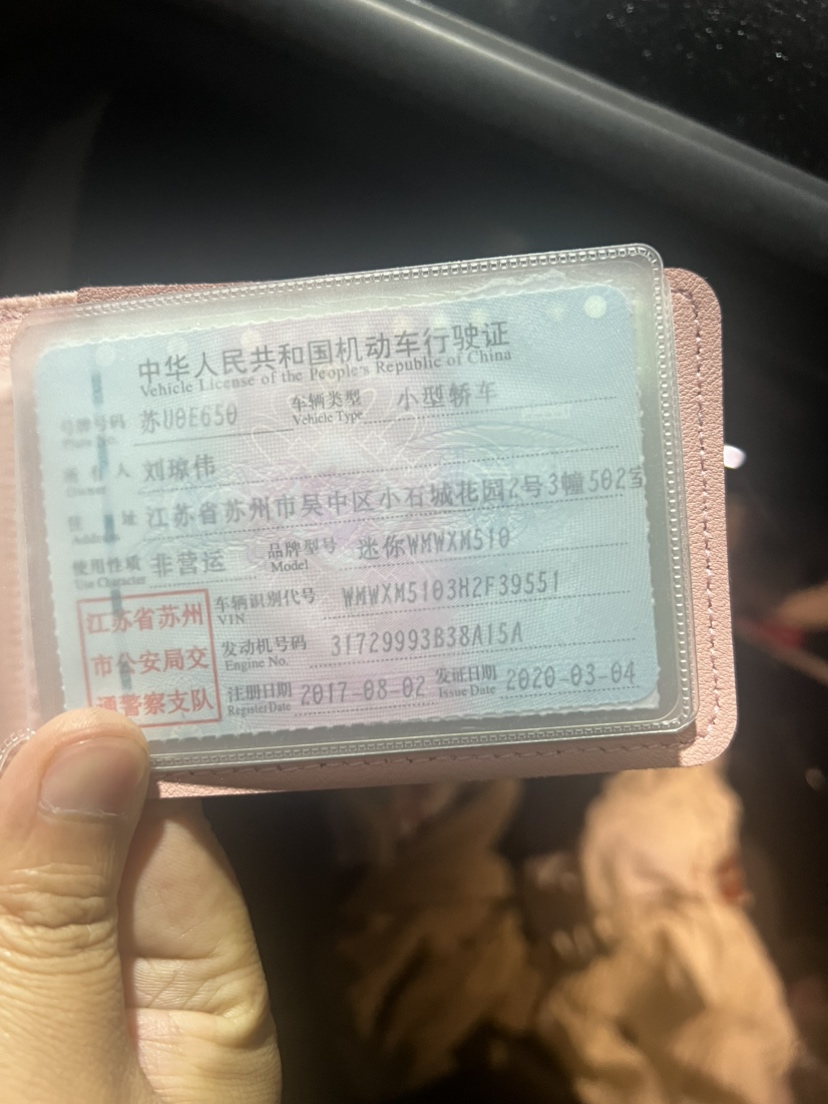 中华人民共和国机动车行驶证
Vehicle License of the People's Republic of China
号牌号码 苏U0E650 车辆类型 小型轿车
Plate No. Vehicle Type
所有人 刘琼伟
Owner
住址 江苏省苏州市吴中区小石城花园2号3幢502室
Address
使用性质 非营运 品牌型号 迷你WMWXM510
Use Character Model
江苏省苏州 车辆识别代号 WMWXM5103H2F39551
VIN
市公安局交 发动机号码 31729993B38A15A
Engine No.
通警察支队 注册日期 2017-08-02 发证日期 2020-03-04
Register Date Issue Date